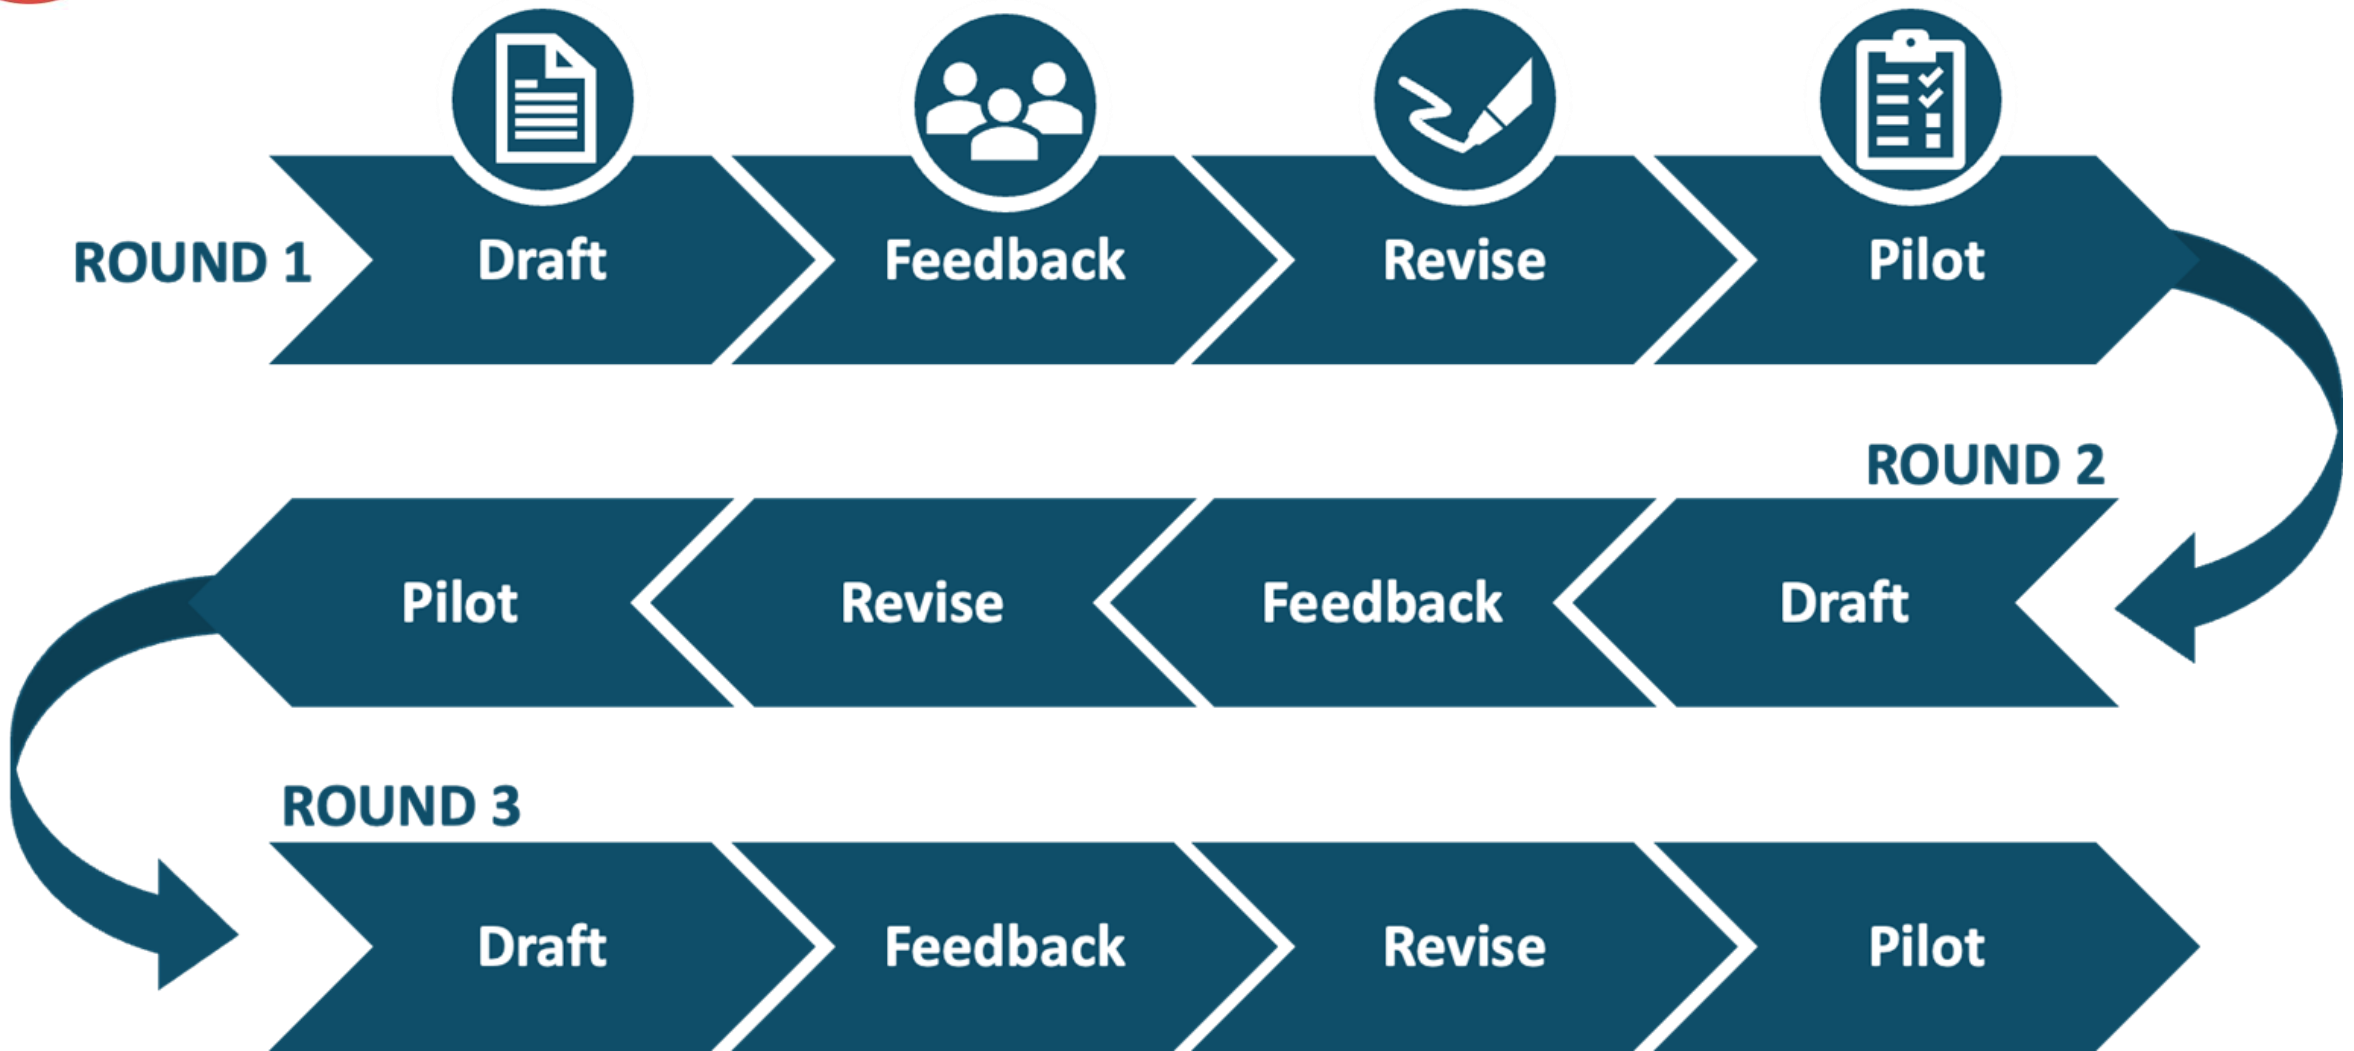 ROUND 1
Draft
Feedback
Revise
Pilot
ROUND 2
Draft
Feedback
Revise
Pilot
ROUND 3
Draft
Feedback
Revise
Pilot